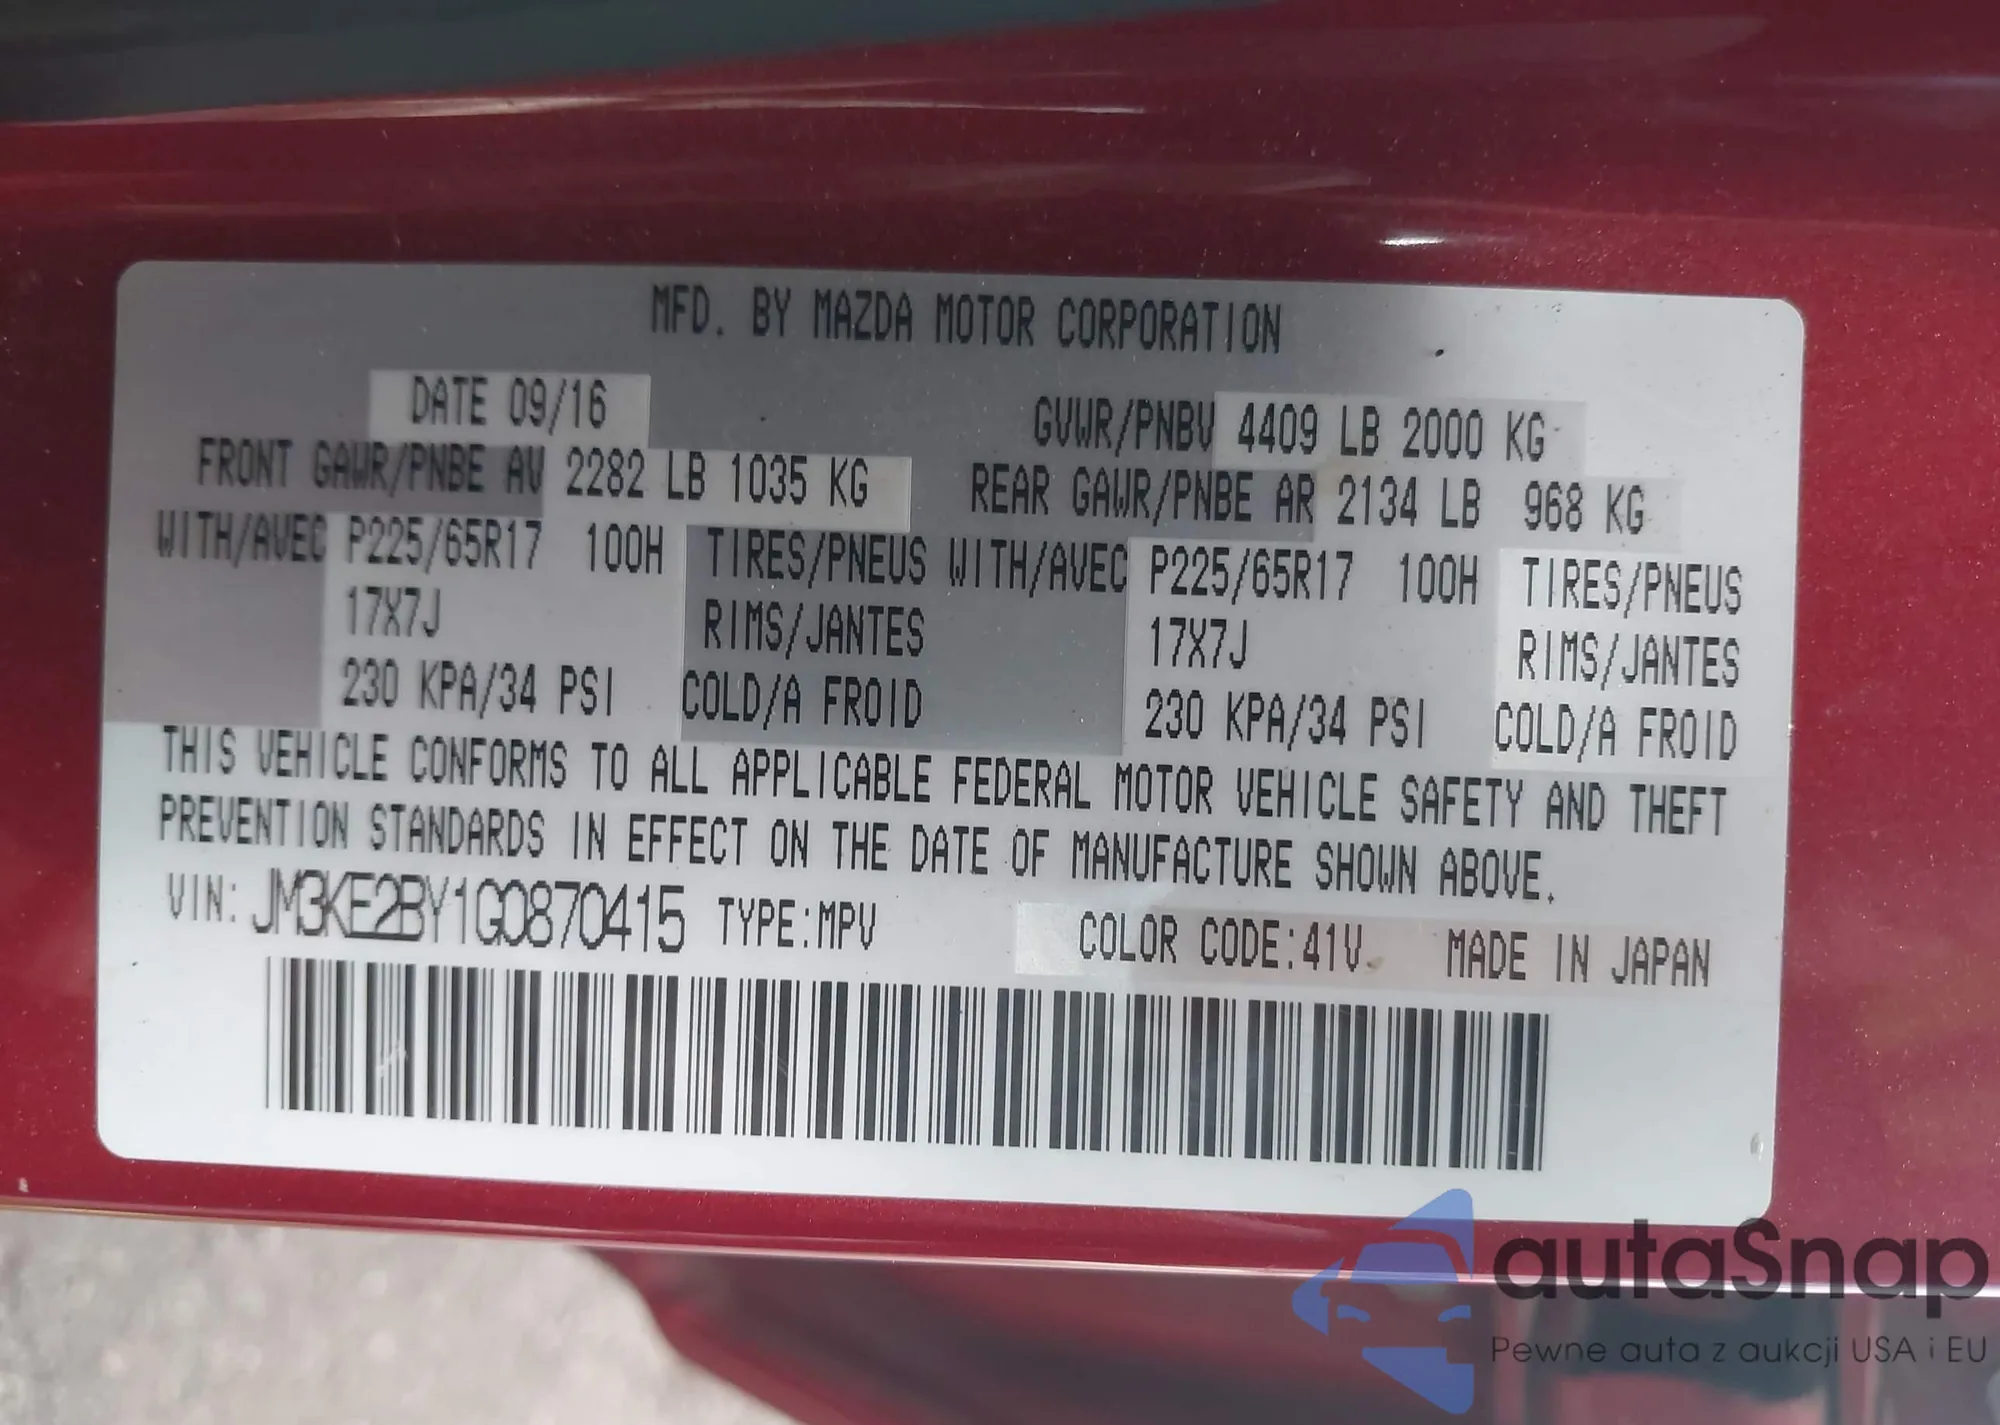 MFD. BY MAZDA MOTOR CORPORATION
DATE 09/16 GVWR/PNBV 4409 LB 2000 KG
FRONT GAWR/PNBE AV 2282 LB 1035 KG REAR GAWR/PNBE AR 2134 LB 968 KG
WITH/AVEC P225/65R17 100H TIRES/PNEUS WITH/AVEC P225/65R17 100H TIRES/PNEUS
17X7J RIMS/JANTES 17X7J RIMS/JANTES
230 KPA/34 PSI COLD/A FROID 230 KPA/34 PSI COLD/A FROID
THIS VEHICLE CONFORMS TO ALL APPLICABLE FEDERAL MOTOR VEHICLE SAFETY AND THEFT
PREVENTION STANDARDS IN EFFECT ON THE DATE OF MANUFACTURE SHOWN ABOVE.
VIN: JM3KE2BY1G0870415 TYPE:MPV COLOR CODE:41V MADE IN JAPAN
autaSnap
Pewne auta z aukcji USA i EU